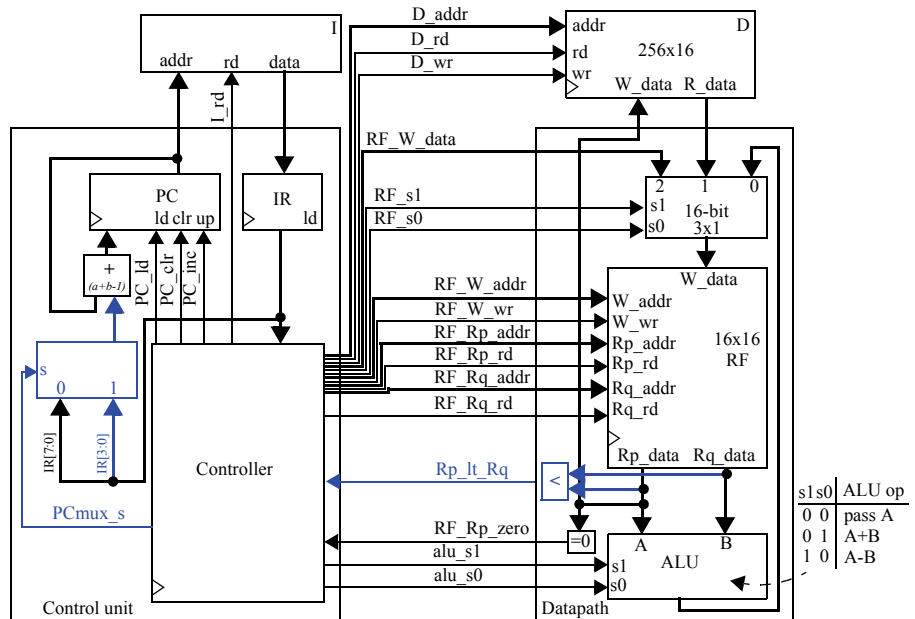 I
addr rd data
I_rd
D_addr
D_rd
D_wr
D
addr
rd
wr
256x16
W_data R_data
RF_W_data
RF_s1
RF_s0
2 1 0
s1
s0
16-bit
3x1
PC
ld clr up
IR
ld
+
(a+b-1)
PC_ld
PC_clr
PC_inc
s
0 1
IR[7:0]
IR[3:0]
PCmux_s
Controller
Control unit
RF_W_addr
RF_W_wr
RF_Rp_addr
RF_Rp_rd
RF_Rq_addr
RF_Rq_rd
W_data
W_addr
W_wr
Rp_addr
Rp_rd
Rq_addr
Rq_rd
16x16
RF
Rp_data Rq_data
Rp_lt_Rq
<
RF_Rp_zero
=0
alu_s1
alu_s0
A B
ALU
s1
s0
Datapath
s1 s0 ALU op
0 0 pass A
0 1 A+B
1 0 A-B